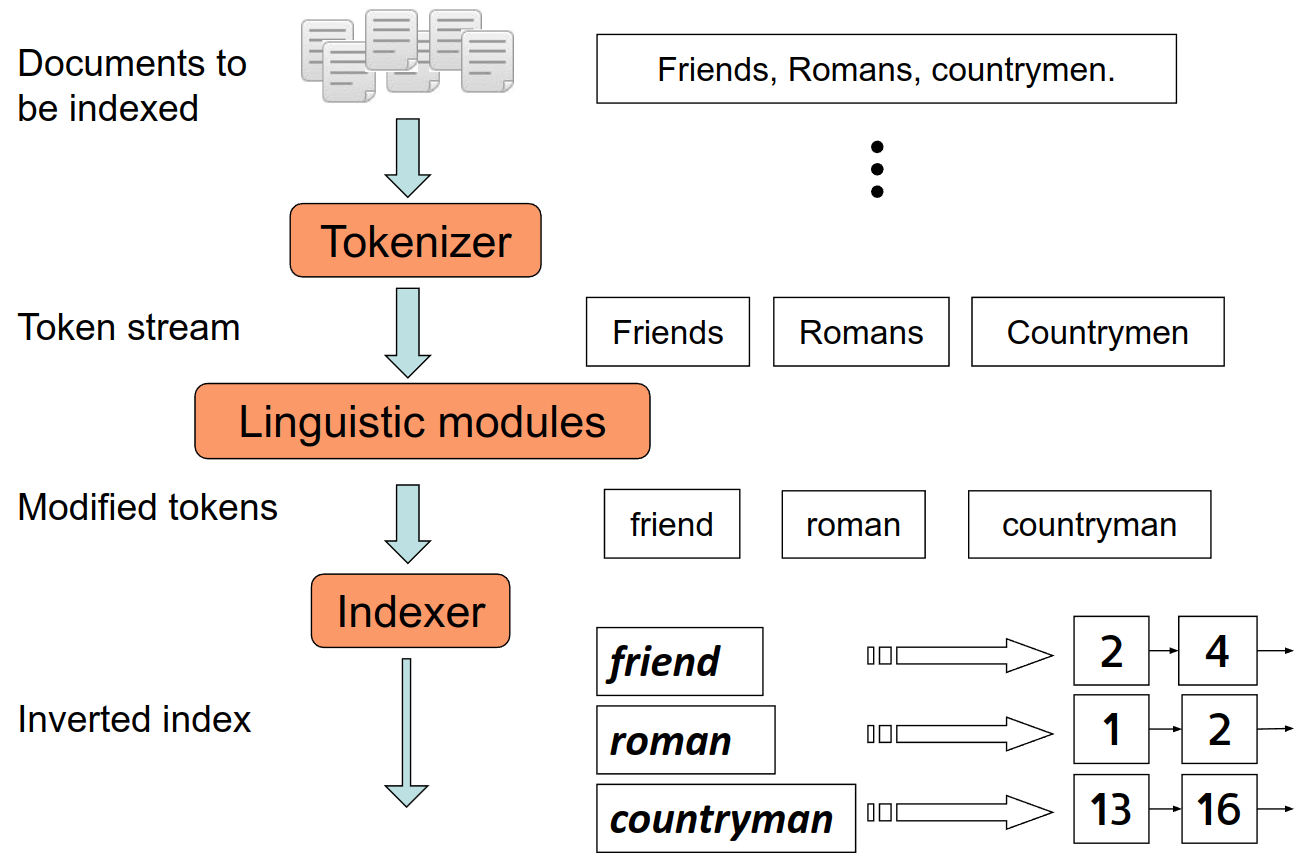 Documents to
be indexed
Friends, Romans, countrymen.
Tokenizer
Token stream
Friends
Romans
Countrymen
Linguistic modules
Modified tokens
friend
roman
countryman
Indexer
Inverted index
friend
2
4
roman
1
2
countryman
13
16